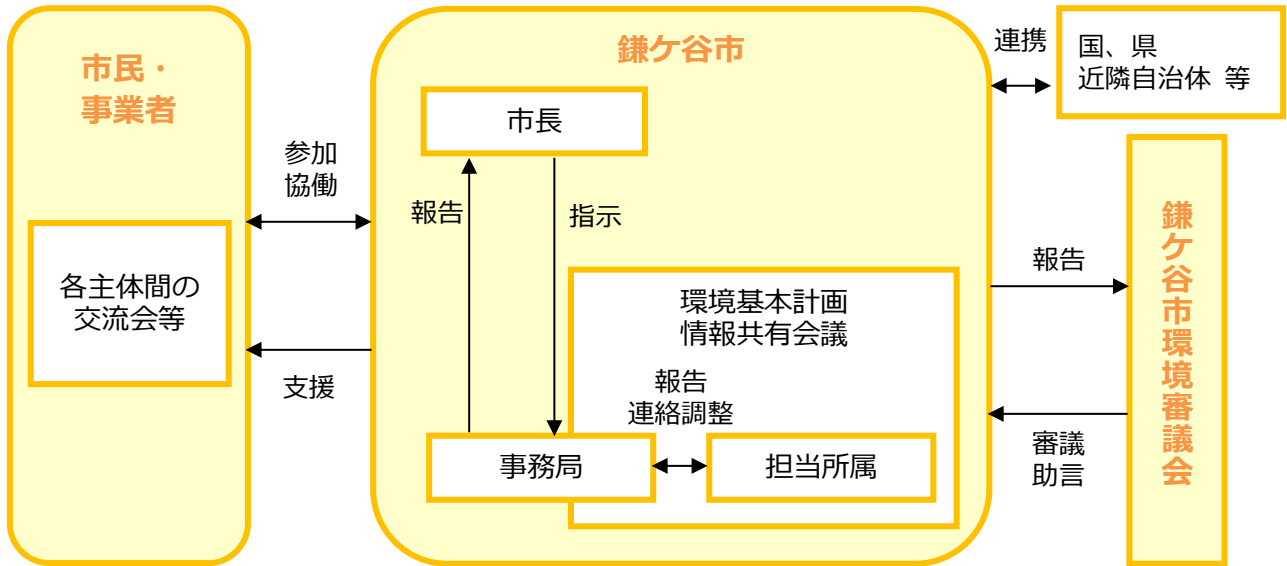 市民・
事業者
各主体間の
交流会等
参加
協働
支援
鎌ケ谷市
市長
報告
指示
環境基本計画
情報共有会議
報告
連絡調整
事務局
担当所属
連携
国、県
近隣自治体 等
報告
審議
助言
鎌ケ谷市環境審議会